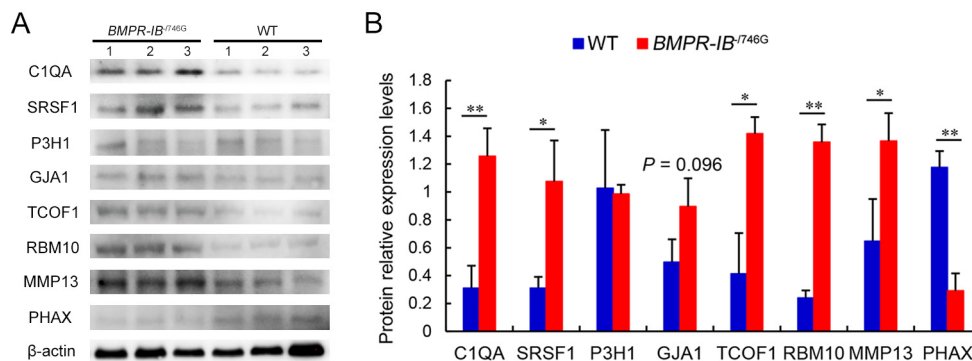 A
BMPR-IB-/746G WT
1 2 3 1 2 3
C1QA
SRSF1
P3H1
GJA1
TCOF1
RBM10
MMP13
PHAX
β-actin
B
WT BMPR-IB-/746G
Protein relative expression levels
1.8
1.6
1.4
1.2
1
0.8
0.6
0.4
0.2
0
** * P = 0.096 * ** * **
C1QA SRSF1 P3H1 GJA1 TCOF1 RBM10 MMP13 PHAX